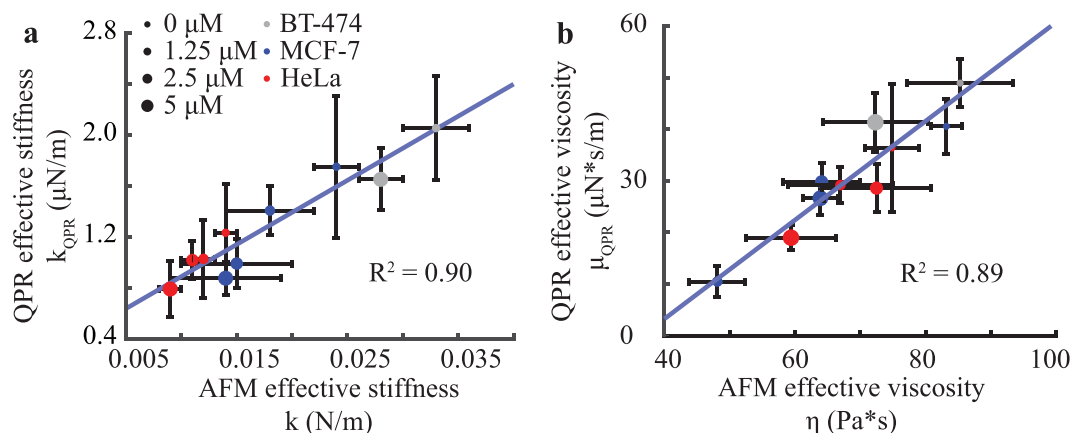 a
0 μM
1.25 μM
2.5 μM
5 μM
BT-474
MCF-7
HeLa
QPR effective stiffness
k_QPR (μN/m)
2.8
2.0
1.2
0.4
R² = 0.90
0.005 0.015 0.025 0.035
AFM effective stiffness
k (N/m)
b
QPR effective viscosity
μ_QPR (μN*s/m)
60
30
0
R² = 0.89
40 60 80 100
AFM effective viscosity
η (Pa*s)